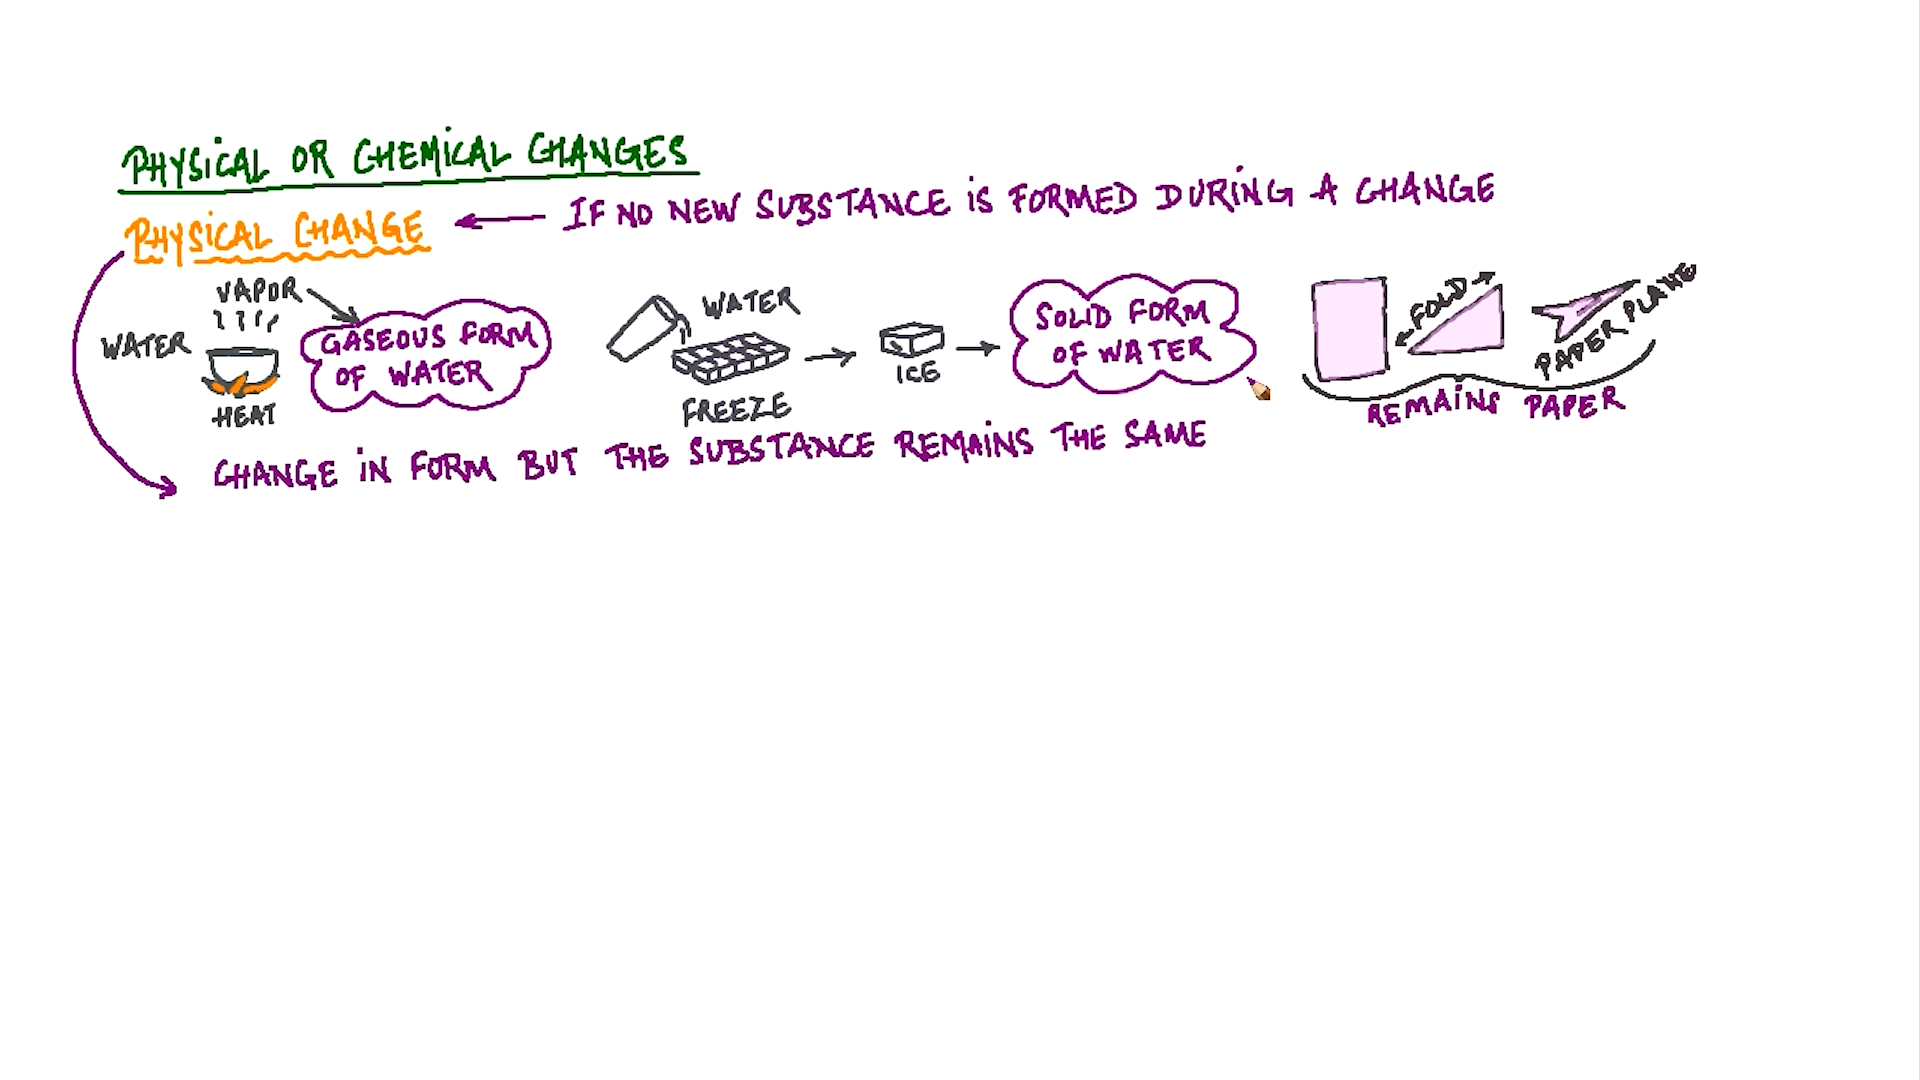 PHYSICAL OR CHEMICAL CHANGES
PHYSICAL CHANGE ← IF NO NEW SUBSTANCE IS FORMED DURING A CHANGE
VAPOR
WATER
HEAT
GASEOUS FORM
OF WATER
WATER
FREEZE
ICE
SOLID FORM
OF WATER
FOLD
PAPER PLANE
REMAINS PAPER
CHANGE IN FORM BUT THE SUBSTANCE REMAINS THE SAME